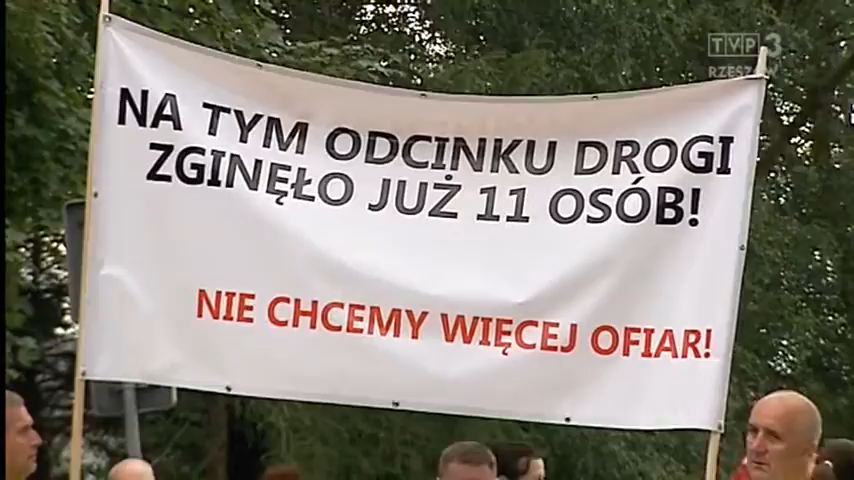 TVP3
RZESZÓW
NA TYM ODCINKU DROGI
ZGINĘŁO JUŻ 11 OSÓB!
NIE CHCEMY WIĘCEJ OFIAR!